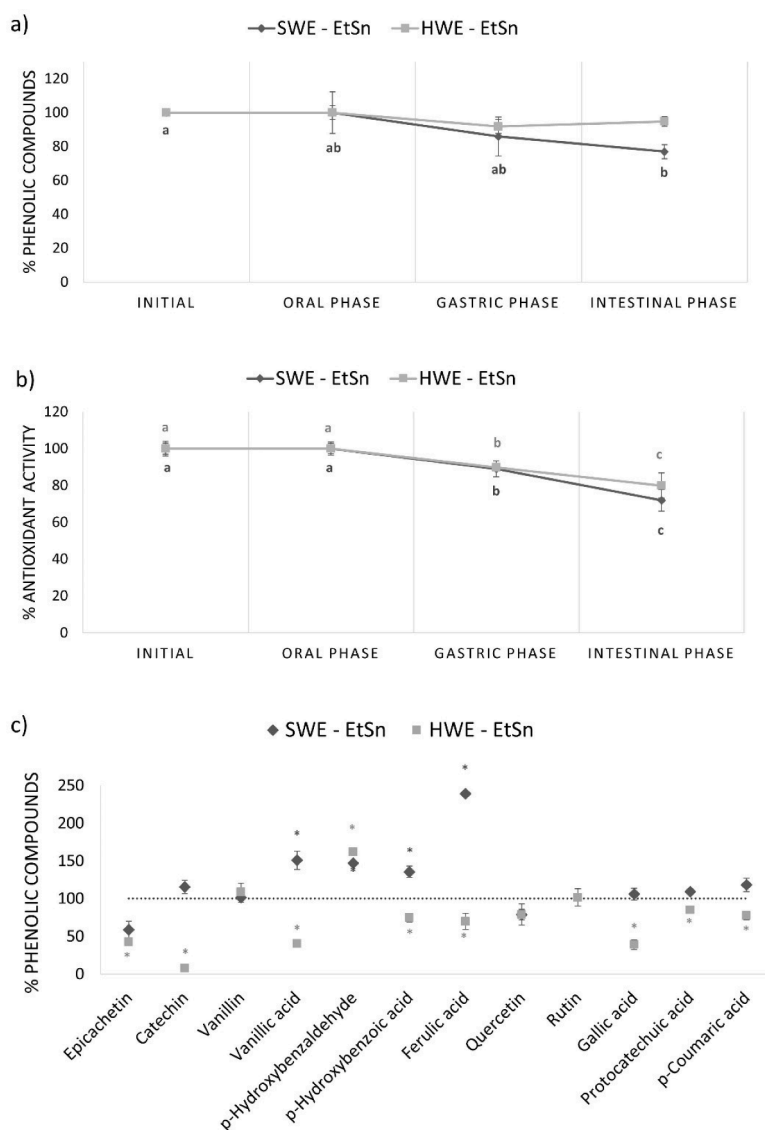 a)
SWE - EtSn HWE - EtSn
% PHENOLIC COMPOUNDS
120
100
80
60
40
20
0
a
ab
ab
b
INITIAL ORAL PHASE GASTRIC PHASE INTESTINAL PHASE
b)
SWE - EtSn HWE - EtSn
% ANTIOXIDANT ACTIVITY
120
100
80
60
40
20
0
a a b c
a a b c
INITIAL ORAL PHASE GASTRIC PHASE INTESTINAL PHASE
c)
SWE - EtSn HWE - EtSn
% PHENOLIC COMPOUNDS
250
200
150
100
50
0
* * * *
*
* * * * * * * *
Epicachetin
Catechin
Vanillin
Vanillic acid
p-Hydroxybenzaldehyde
p-Hydroxybenzoic acid
Ferulic acid
Quercetin
Rutin
Gallic acid
Protocatechuic acid
p-Coumaric acid